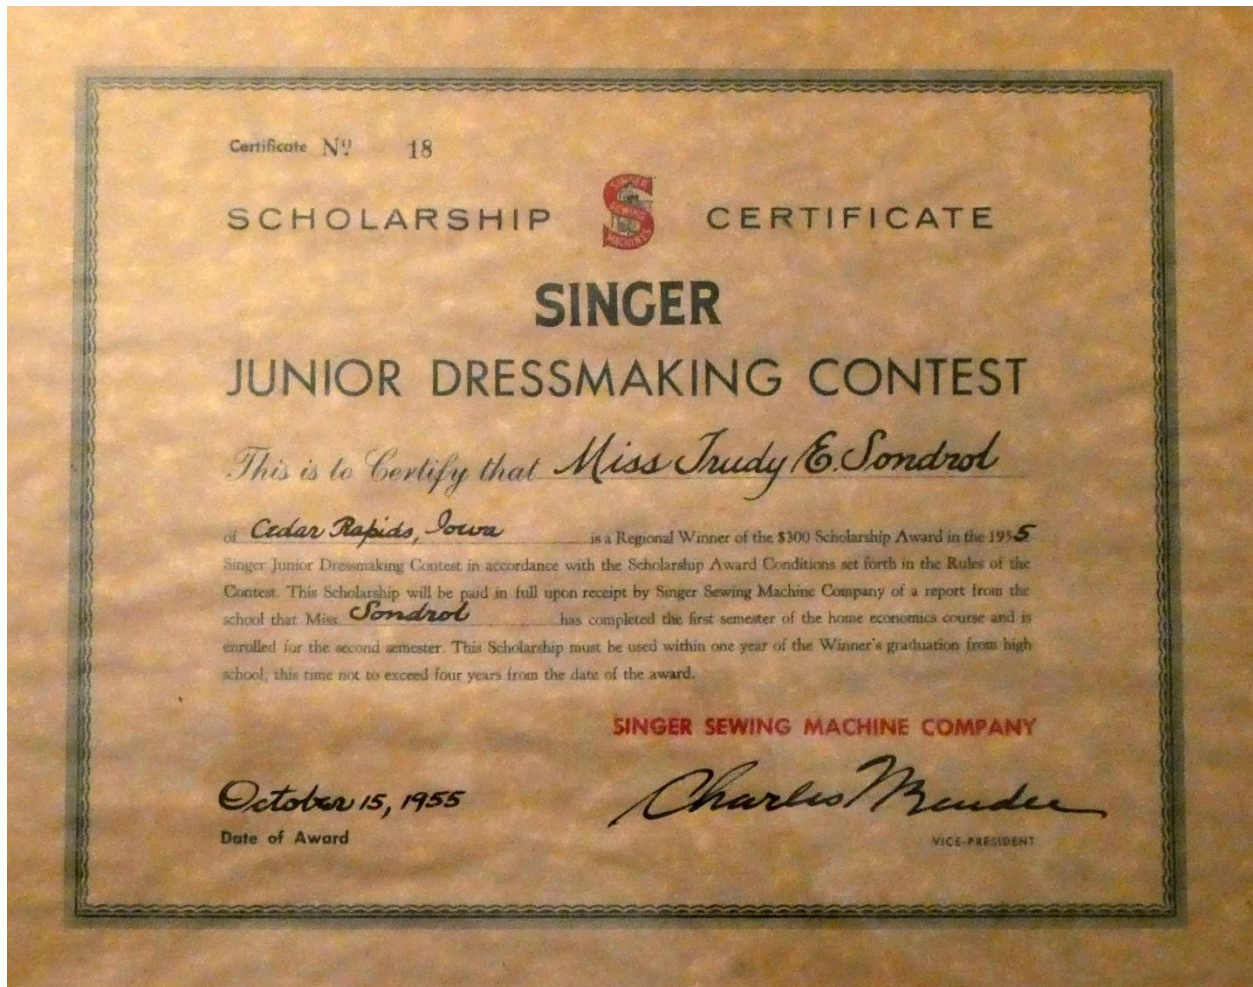 Certificate Nº 18
SCHOLARSHIP SINGER SEWING MACHINES CERTIFICATE
SINGER
JUNIOR DRESSMAKING CONTEST
This is to Certify that Miss Trudy E. Sondrol
of Cedar Rapids, Iowa is a Regional Winner of the $300 Scholarship Award in the 1955
Singer Junior Dressmaking Contest in accordance with the Scholarship Award Conditions set forth in the Rules of the
Contest. This Scholarship will be paid in full upon receipt by Singer Sewing Machine Company of a report from the
school that Miss Sondrol has completed the first semester of the home economics course and is
enrolled for the second semester. This Scholarship must be used within one year of the Winner's graduation from high
school; this time not to exceed four years from the date of the award.
SINGER SEWING MACHINE COMPANY
October 15, 1955 Charles
Date of Award VICE-PRESIDENT